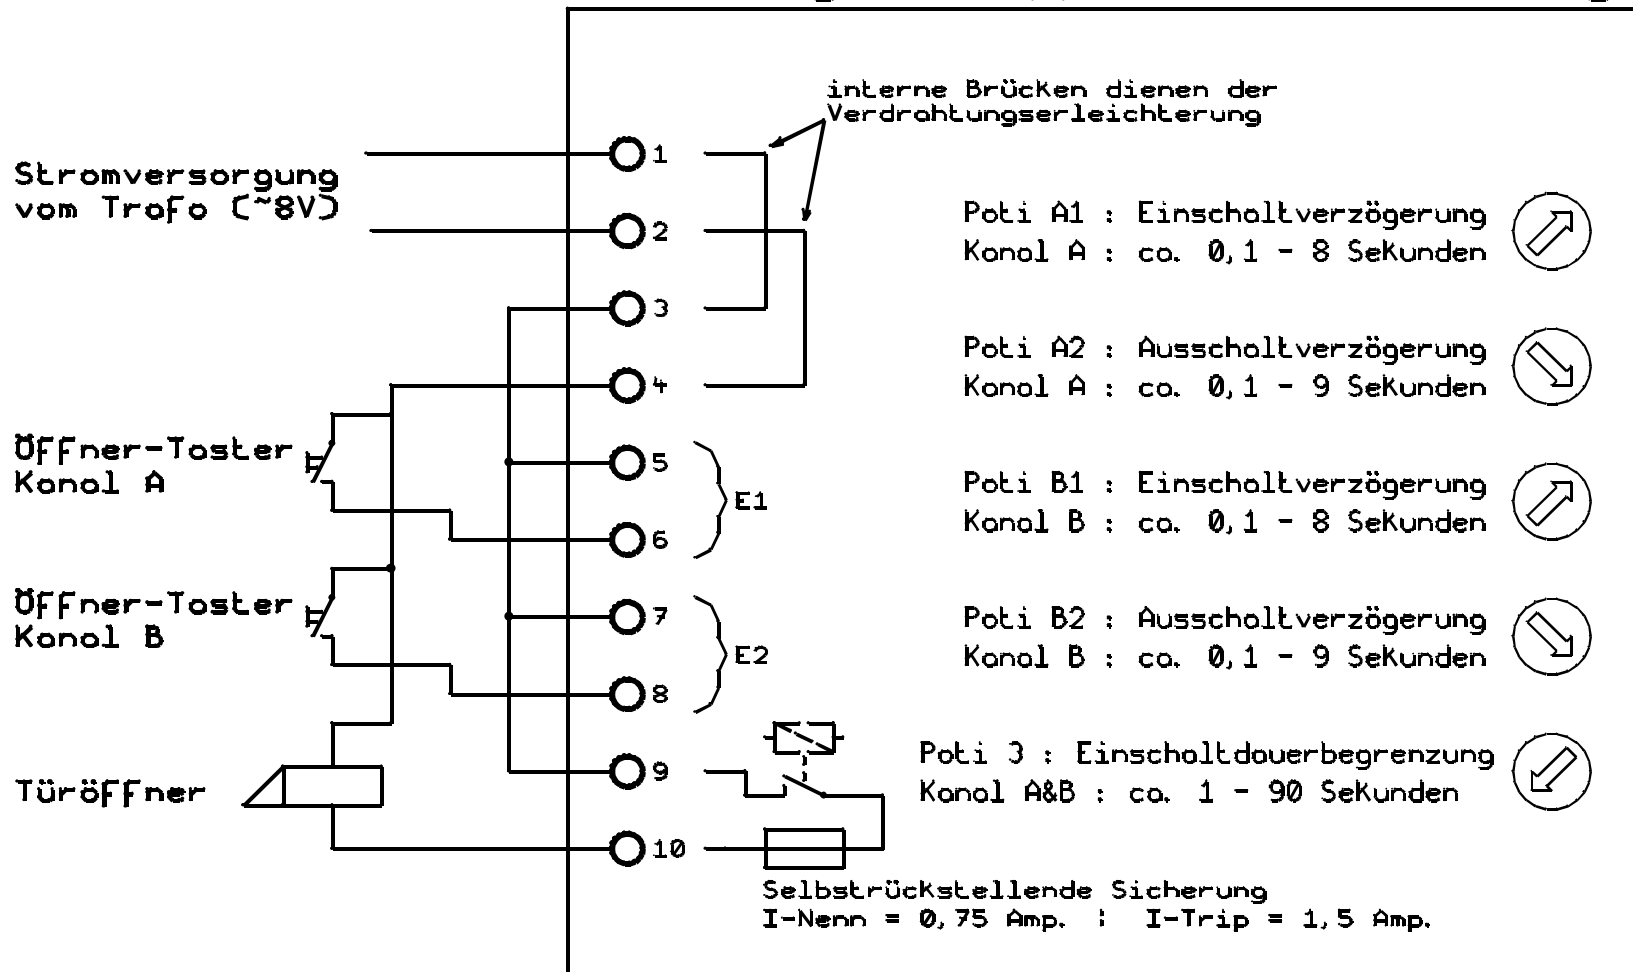 interne Brücken dienen der
Verdrahtungserleichterung
Stromversorgung
vom Trafo (~8V)
1
2
3
4
5
6
7
8
9
10
E1
E2
Öffner-Taster
Kanal A
Öffner-Taster
Kanal B
Türöffner
Poti A1 : Einschaltverzögerung
Kanal A : ca. 0,1 - 8 Sekunden
Poti A2 : Ausschaltverzögerung
Kanal A : ca. 0,1 - 9 Sekunden
Poti B1 : Einschaltverzögerung
Kanal B : ca. 0,1 - 8 Sekunden
Poti B2 : Ausschaltverzögerung
Kanal B : ca. 0,1 - 9 Sekunden
Poti 3 : Einschaltdauerbegrenzung
Kanal A&B : ca. 1 - 90 Sekunden
Selbstrückstellende Sicherung
I-Nenn = 0,75 Amp. ; I-Trip = 1,5 Amp.